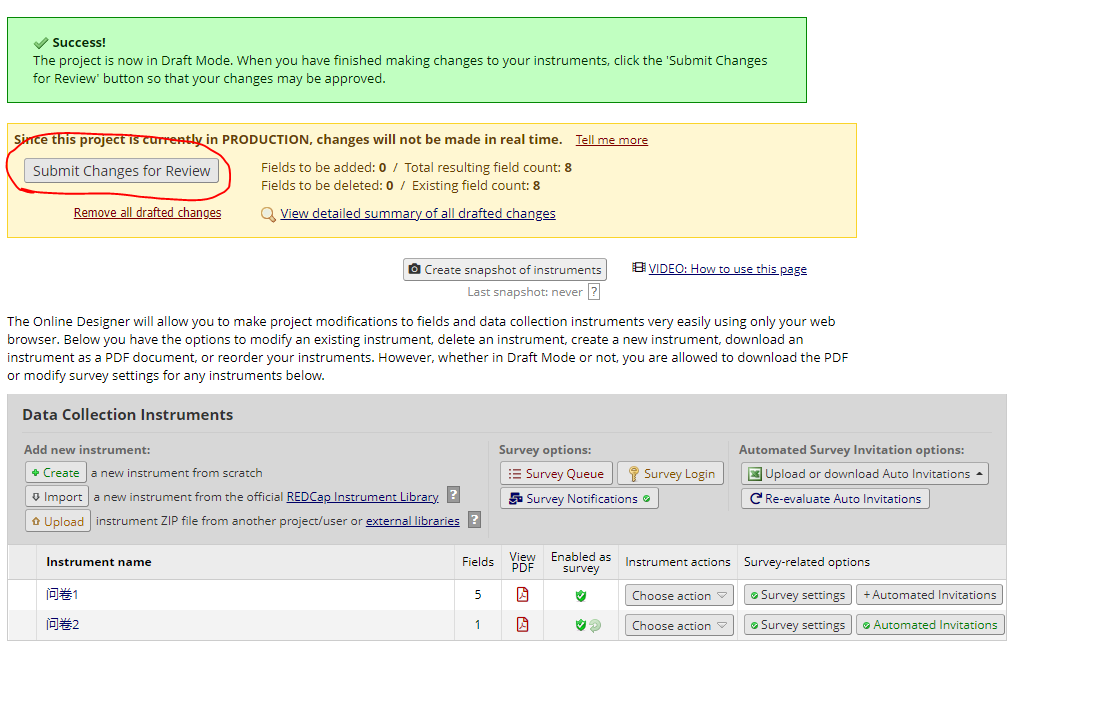 Success!
The project is now in Draft Mode. When you have finished making changes to your instruments, click the 'Submit Changes
for Review' button so that your changes may be approved.
Since this project is currently in PRODUCTION, changes will not be made in real time. Tell me more
Submit Changes for Review
Fields to be added: 0 / Total resulting field count: 8
Fields to be deleted: 0 / Existing field count: 8
Remove all drafted changes
View detailed summary of all drafted changes
Create snapshot of instruments
VIDEO: How to use this page
Last snapshot: never ?
The Online Designer will allow you to make project modifications to fields and data collection instruments very easily using only your web
browser. Below you have the options to modify an existing instrument, delete an instrument, create a new instrument, download an
instrument as a PDF document, or reorder your instruments. However, whether in Draft Mode or not, you are allowed to download the PDF
or modify survey settings for any instruments below.
Data Collection Instruments
Add new instrument:
Create a new instrument from scratch
Import a new instrument from the official REDCap Instrument Library ?
Upload instrument ZIP file from another project/user or external libraries ?
Survey options:
Survey Queue Survey Login
Survey Notifications
Automated Survey Invitation options:
Upload or download Auto Invitations
Re-evaluate Auto Invitations
Instrument name Fields View PDF Enabled as survey Instrument actions Survey-related options
问卷1 5 Choose action Survey settings + Automated Invitations
问卷2 1 Choose action Survey settings Automated Invitations